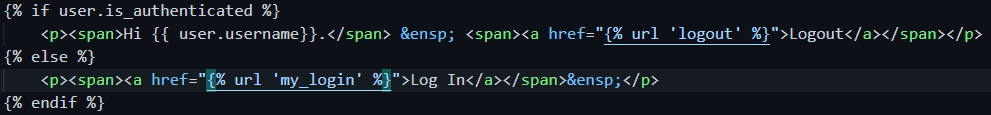 {% if user.is_authenticated %}
    <p><span>Hi {{ user.username}}.</span> &ensp; <span><a href="{% url 'logout' %}">Logout</a></span></p>
{% else %}
    <p><span><a href="{% url 'my_login' %}">Log In</a></span>&ensp;</p>
{% endif %}